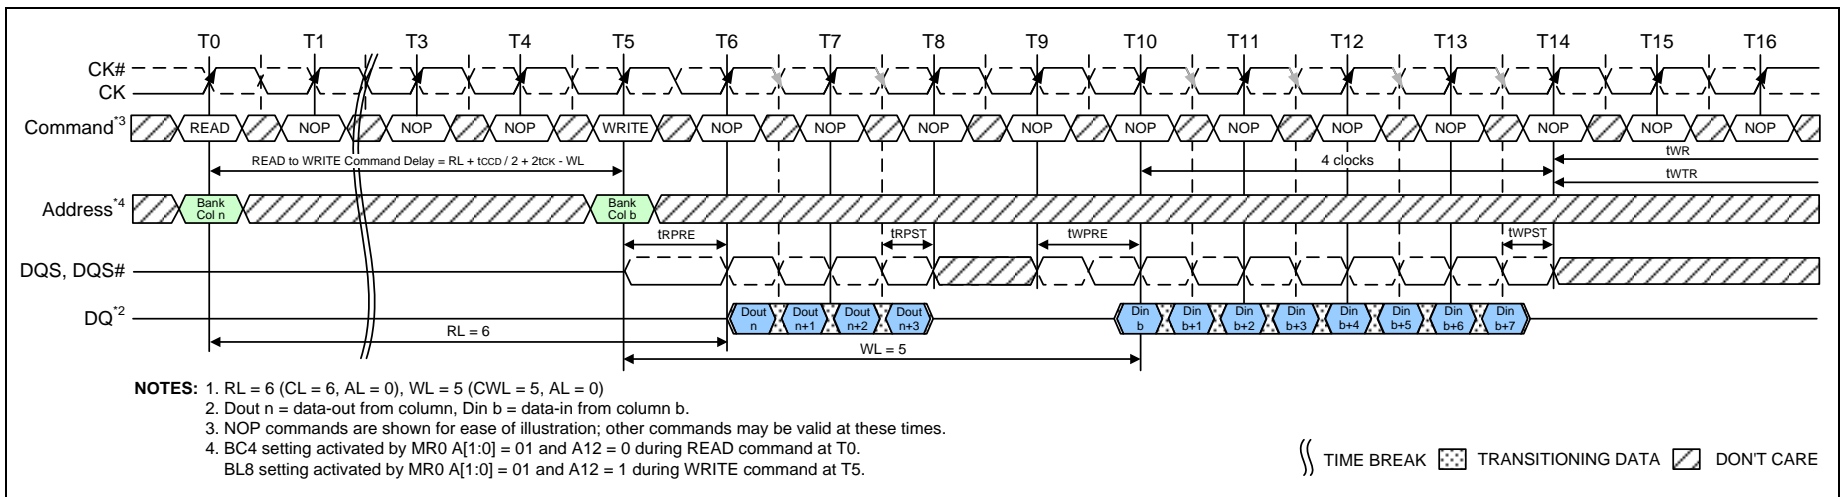 T0 T1 T3 T4 T5 T6 T7 T8 T9 T10 T11 T12 T13 T14 T15 T16
CK#
CK
Command*3 READ NOP NOP NOP WRITE NOP NOP NOP NOP NOP NOP NOP NOP NOP NOP NOP
READ to WRITE Command Delay = RL + tCCD / 2 + 2tCK - WL
4 clocks
tWR
tWTR
Address*4
Bank Col n
Bank Col b
tRPRE tRPST tWPRE tWPST
DQS, DQS#
DQ*2
Dout n
Dout n+1
Dout n+2
Dout n+3
Din b
Din b+1
Din b+2
Din b+3
Din b+4
Din b+5
Din b+6
Din b+7
RL = 6
WL = 5
NOTES: 1. RL = 6 (CL = 6, AL = 0), WL = 5 (CWL = 5, AL = 0)
2. Dout n = data-out from column, Din b = data-in from column b.
3. NOP commands are shown for ease of illustration; other commands may be valid at these times.
4. BC4 setting activated by MR0 A[1:0] = 01 and A12 = 0 during READ command at T0.
BL8 setting activated by MR0 A[1:0] = 01 and A12 = 1 during WRITE command at T5.
TIME BREAK TRANSITIONING DATA DON'T CARE